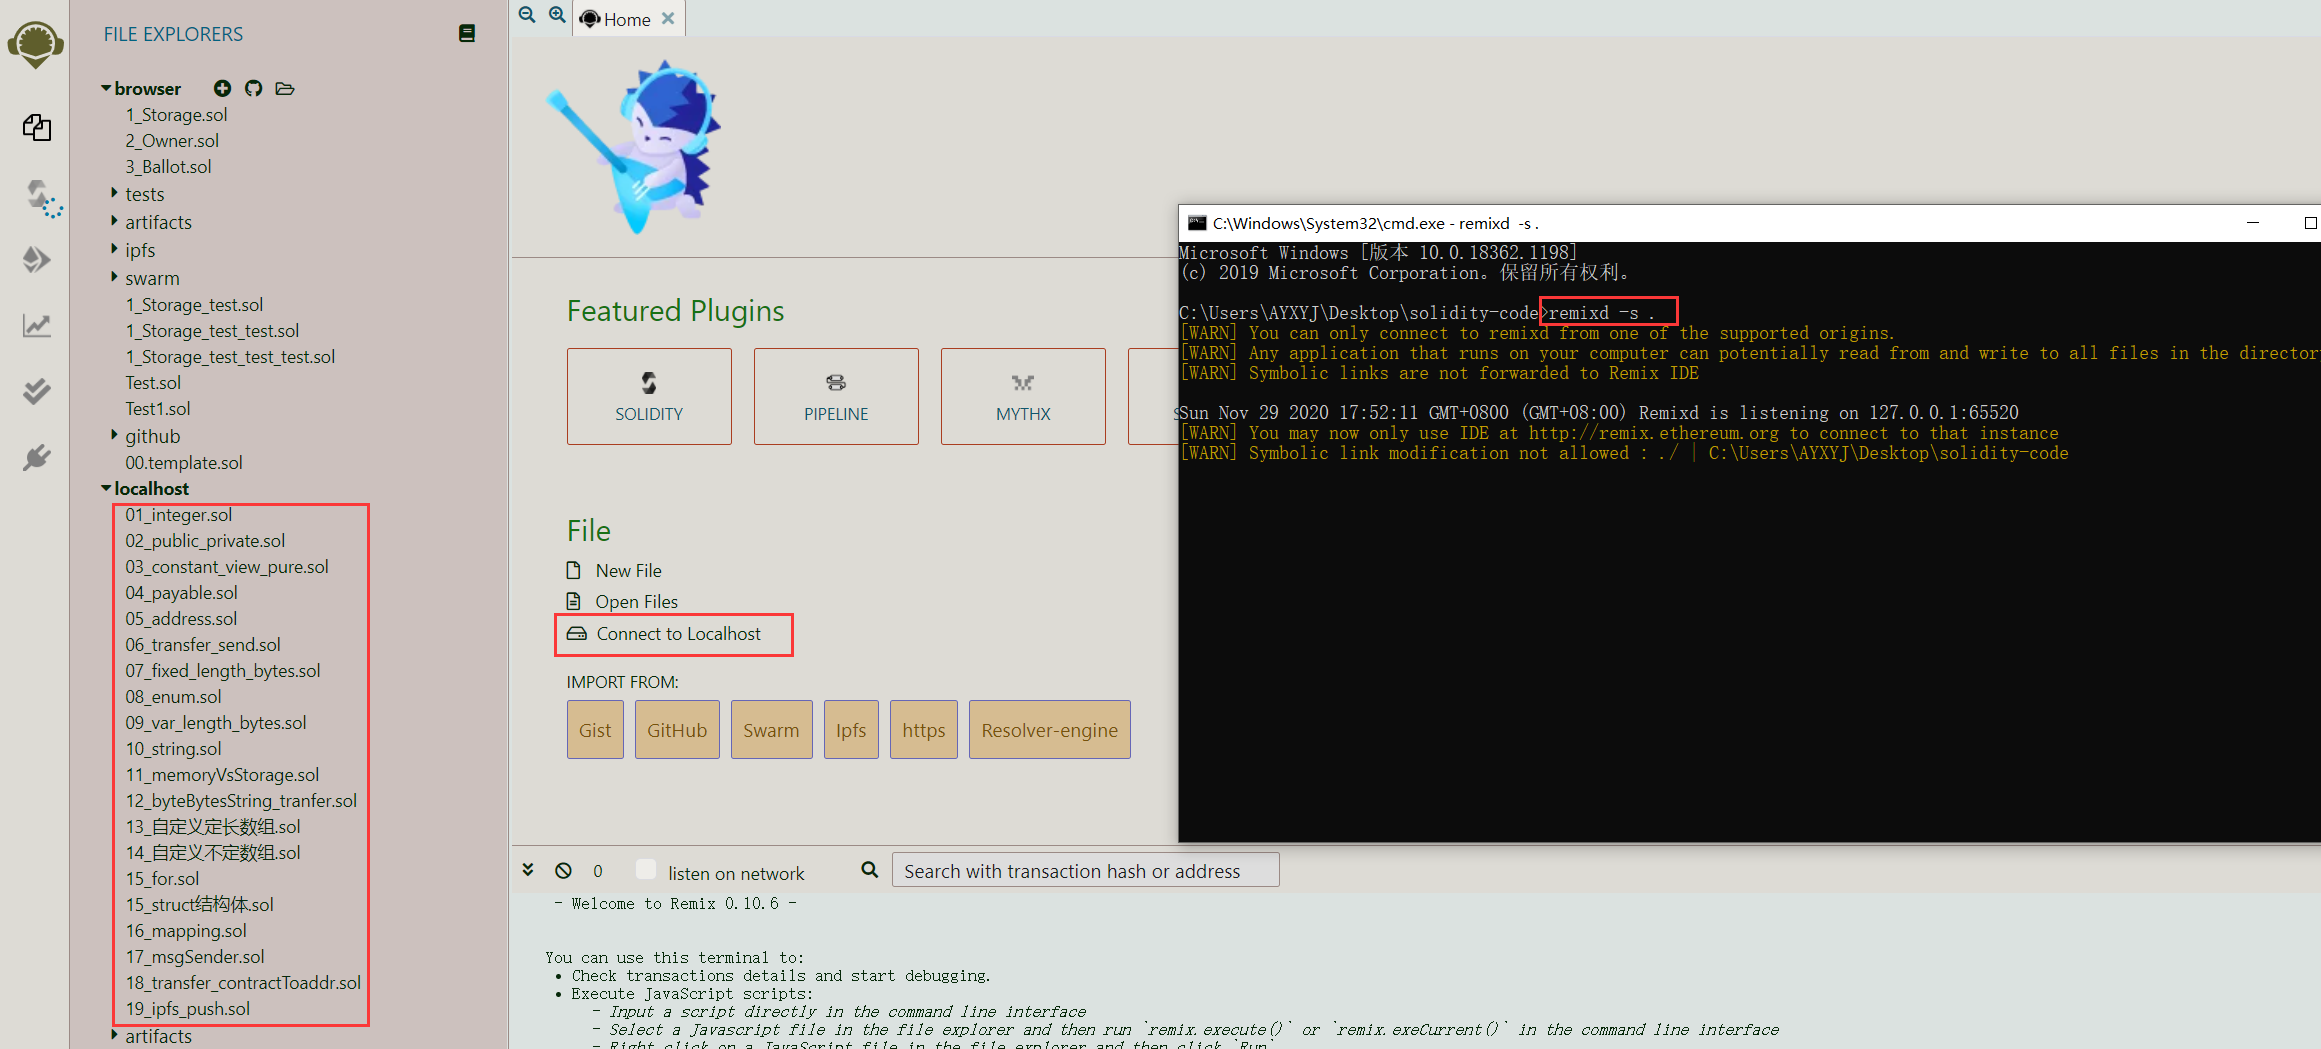 FILE EXPLORERS
browser
1_Storage.sol
2_Owner.sol
3_Ballot.sol
tests
artifacts
ipfs
swarm
1_Storage_test.sol
1_Storage_test_test.sol
1_Storage_test_test_test.sol
Test.sol
Test1.sol
github
00.template.sol
localhost
01_integer.sol
02_public_private.sol
03_constant_view_pure.sol
04_payable.sol
05_address.sol
06_transfer_send.sol
07_fixed_length_bytes.sol
08_enum.sol
09_var_length_bytes.sol
10_string.sol
11_memoryVsStorage.sol
12_byteBytesString_tranfer.sol
13_自定义定长数组.sol
14_自定义不定数组.sol
15_for.sol
15_struct结构体.sol
16_mapping.sol
17_msgSender.sol
18_transfer_contractToaddr.sol
19_ipfs_push.sol
artifacts
Home
Featured Plugins
SOLIDITY
PIPELINE
MYTHX
File
New File
Open Files
Connect to Localhost
IMPORT FROM:
Gist GitHub Swarm Ipfs https Resolver-engine
C:\Windows\System32\cmd.exe - remixd -s .
Microsoft Windows [版本 10.0.18362.1198]
(c) 2019 Microsoft Corporation。保留所有权利。
C:\Users\AYXYJ\Desktop\solidity-code>remixd -s .
[WARN] You can only connect to remixd from one of the supported origins.
[WARN] Any application that runs on your computer can potentially read from and write to all files in the director
[WARN] Symbolic links are not forwarded to Remix IDE
Sun Nov 29 2020 17:52:11 GMT+0800 (GMT+08:00) Remixd is listening on 127.0.0.1:65520
[WARN] You may now only use IDE at http://remix.ethereum.org to connect to that instance
[WARN] Symbolic link modification not allowed : ./ | C:\Users\AYXYJ\Desktop\solidity-code
0 listen on network Search with transaction hash or address
- Welcome to Remix 0.10.6 -
You can use this terminal to:
• Check transactions details and start debugging.
• Execute JavaScript scripts:
- Input a script directly in the command line interface
- Select a Javascript file in the file explorer and then run `remix.execute()` or `remix.exeCurrent()` in the command line interface
- Right click on a JavaScript file in the file explorer and then click `Run`